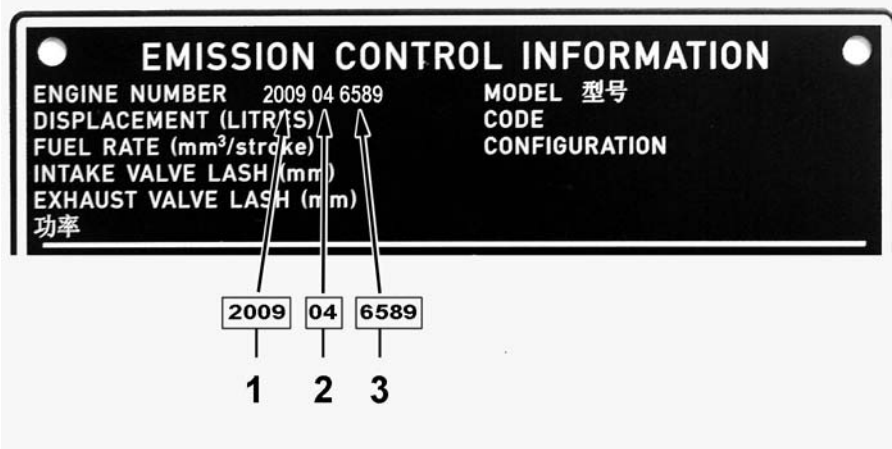 EMISSION CONTROL INFORMATION
ENGINE NUMBER 2009 04 6589
DISPLACEMENT (LITRES)
FUEL RATE (mm³/stroke)
INTAKE VALVE LASH (mm)
EXHAUST VALVE LASH (mm)
功率
MODEL 型号
CODE
CONFIGURATION
2009 04 6589
1 2 3